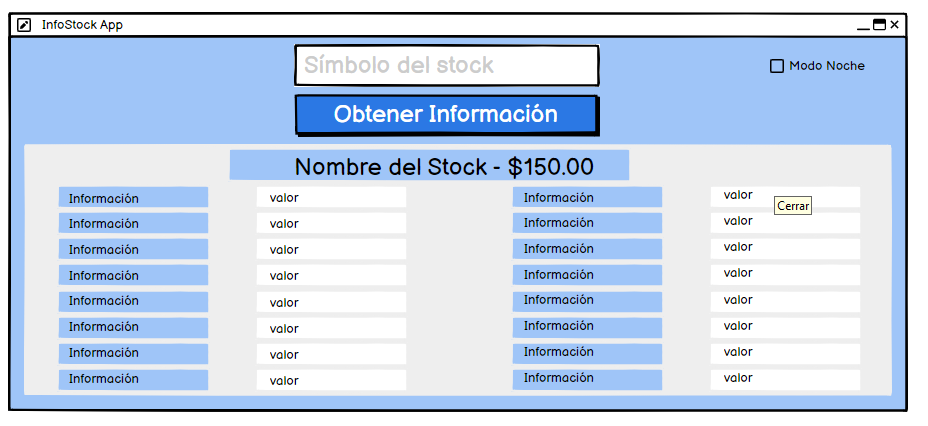 InfoStock App
Símbolo del stock
Modo Noche
Obtener Información
Nombre del Stock - $150.00
Información valor Información valor
Cerrar
Información valor Información valor
Información valor Información valor
Información valor Información valor
Información valor Información valor
Información valor Información valor
Información valor Información valor
Información valor Información valor